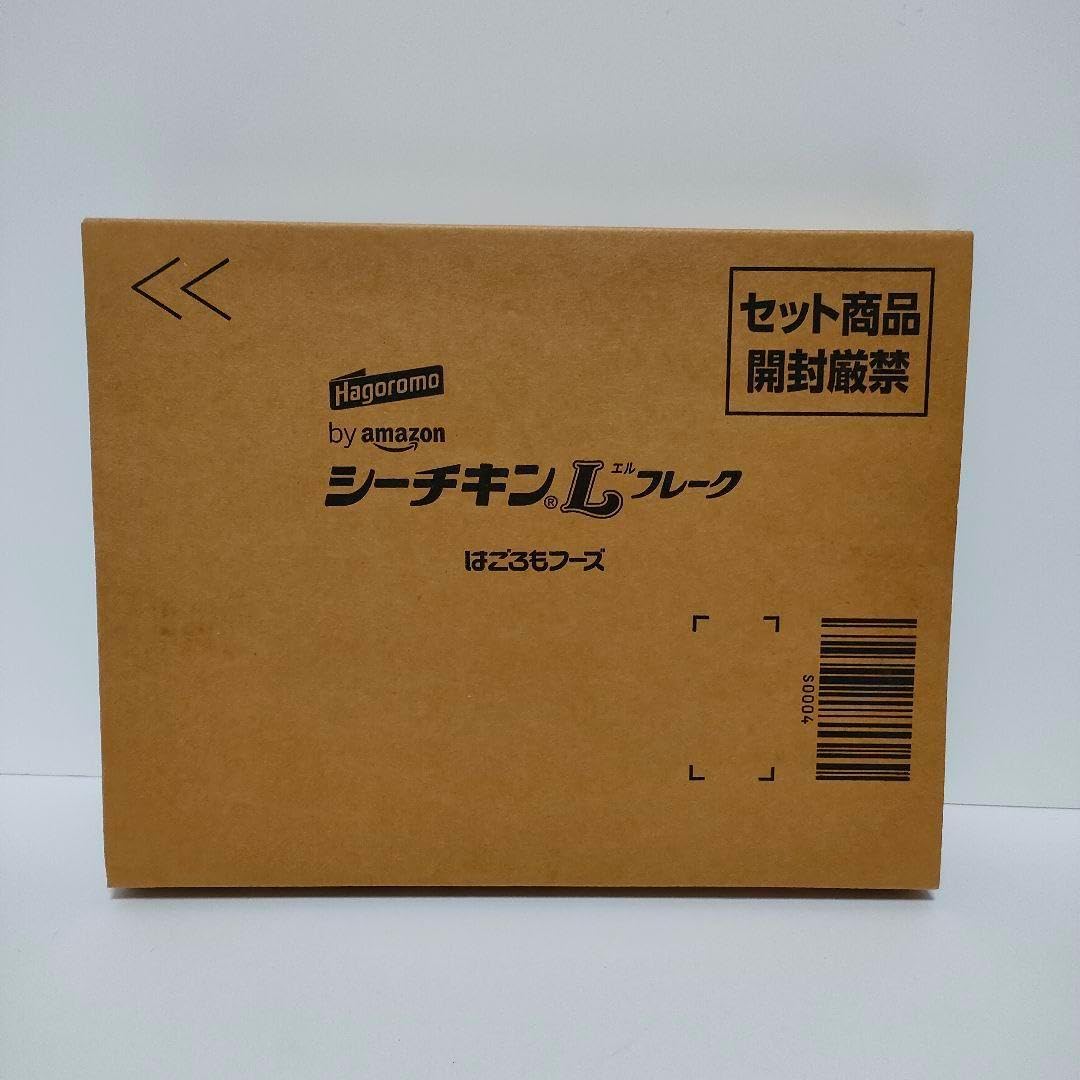 セット商品
開封厳禁
Hagoromo
by amazon
シーチキン®Lエルフレーク
はごろもフーズ
S0004